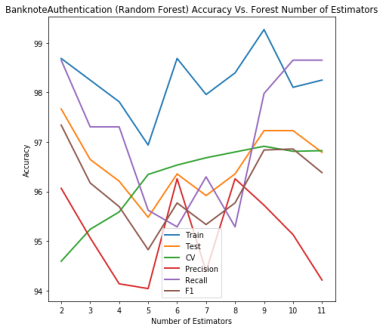 BanknoteAuthentication (Random Forest) Accuracy Vs. Forest Number of Estimators
99
98
97
96
95
94
Accuracy
Train
Test
CV
Precision
Recall
F1
2 3 4 5 6 7 8 9 10 11
Number of Estimators